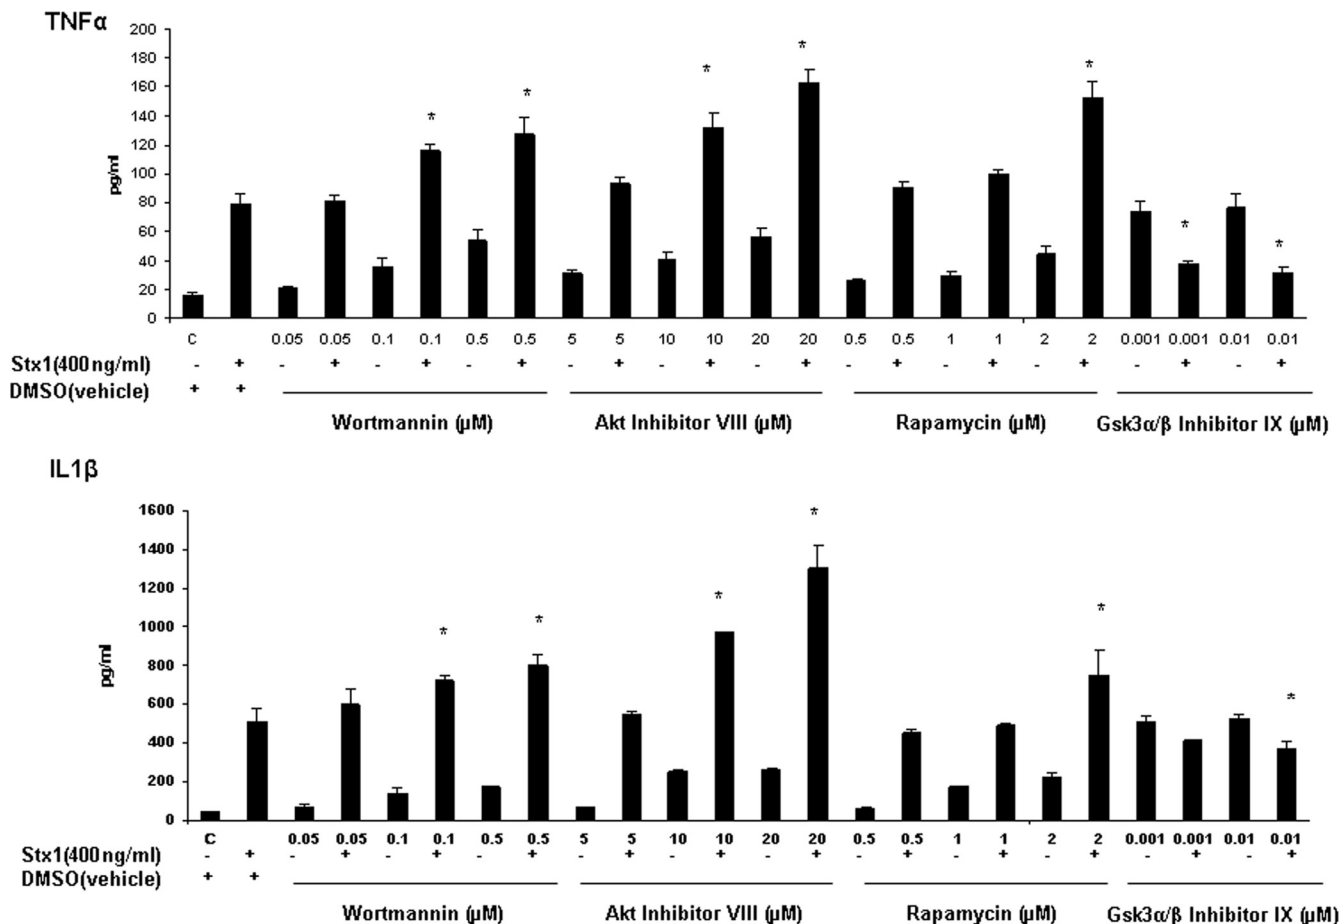 TNFα
200
180
160
140
120
100
80
60
40
20
0
pg/ml
* * * * * * *
C 0.05 0.05 0.1 0.1 0.5 0.5 5 5 10 10 20 20 0.5 0.5 1 1 2 2 0.001 0.001 0.01 0.01
Stx1(400ng/ml) - + - + - + - + - + - + - + - + - + - + - + - +
DMSO(vehicle) + +
Wortmannin (µM) Akt Inhibitor VIII (µM) Rapamycin (µM) Gsk3α/β Inhibitor IX (µM)
IL1β
1600
1400
1200
1000
800
600
400
200
0
pg/ml
* * * * * *
C 0.05 0.05 0.1 0.1 0.5 0.5 5 5 10 10 20 20 0.5 0.5 1 1 2 2 0.001 0.001 0.01 0.01
Stx1(400ng/ml) - + - + - + - + - + - + - + - + - + - + - + - +
DMSO(vehicle) + +
Wortmannin (µM) Akt Inhibitor VIII (µM) Rapamycin (µM) Gsk3α/β Inhibitor IX (µM)